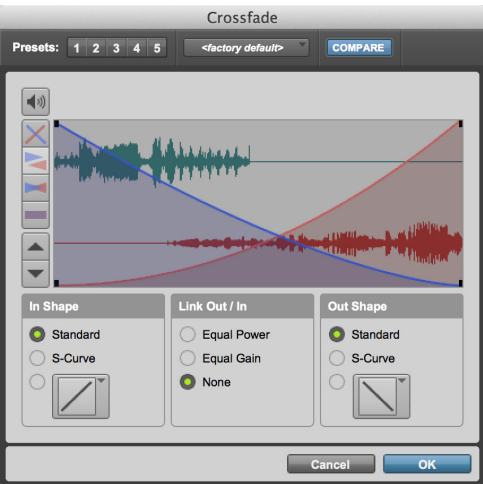 Crossfade
Presets: 1 2 3 4 5 <factory default> COMPARE
In Shape
Standard
S-Curve
Link Out / In
Equal Power
Equal Gain
None
Out Shape
Standard
S-Curve
Cancel OK